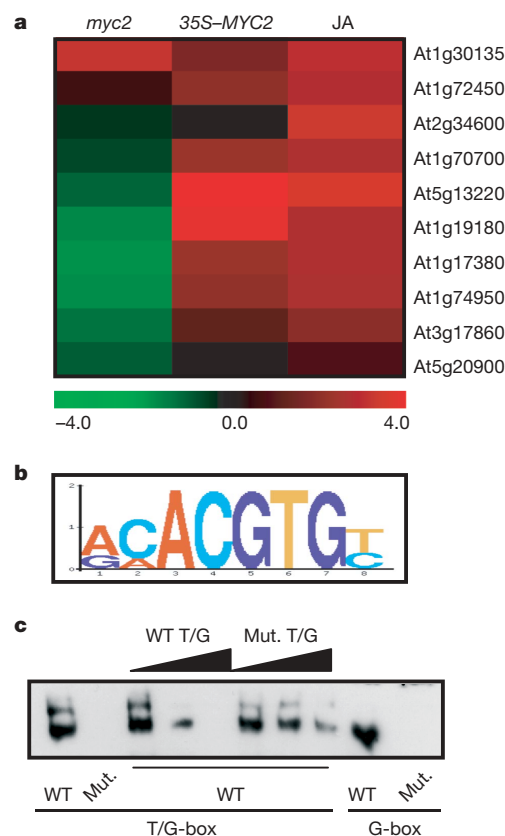 a
myc2 35S–MYC2 JA
At1g30135
At1g72450
At2g34600
At1g70700
At5g13220
At1g19180
At1g17380
At1g74950
At3g17860
At5g20900
–4.0 0.0 4.0
b
2
1
0
A C A C G T G T
G A C
1 2 3 4 5 6 7 8
c
WT T/G Mut. T/G
WT Mut. WT WT Mut.
T/G-box G-box